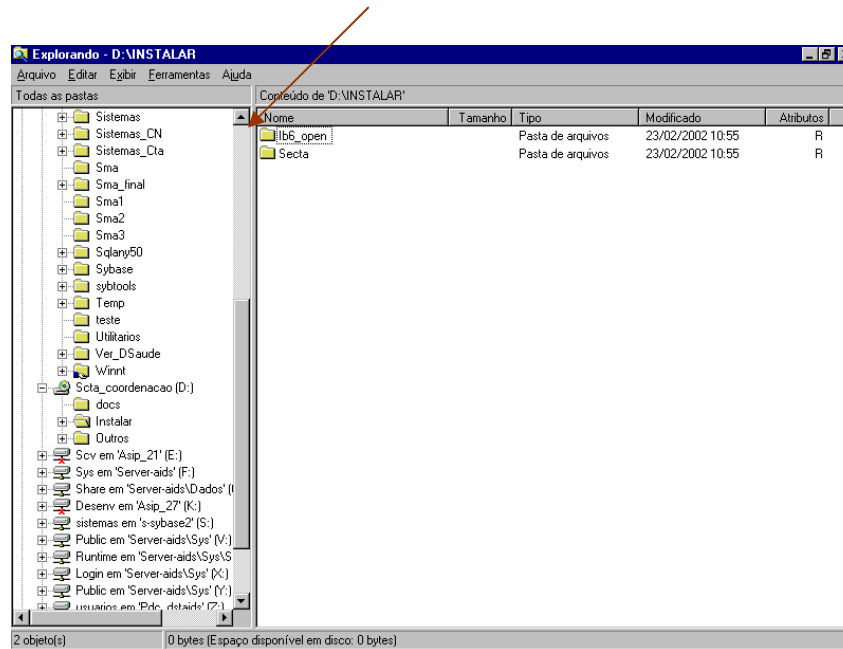 Explorando - D:\INSTALAR
Arquivo Editar Exibir Ferramentas Ajuda
Todas as pastas
Conteúdo de 'D:\INSTALAR'
Sistemas
Sistemas_CN
Sistemas_Cta
Sma
Sma_final
Sma1
Sma2
Sma3
Sqlany50
Sybase
sybtools
Temp
teste
Utilitarios
Ver_DSaude
Winnt
Scta_coordenacao (D:)
docs
Instalar
Outros
Scv em 'Asip_21' (E:)
Sys em 'Server-aids' (F:)
Share em 'Server-aids\Dados' (
Desenv em 'Asip_27' (K:)
sistemas em 's-sybase2' (S:)
Public em 'Server-aids\Sys' (V:)
Runtime em 'Server-aids\Sys\S
Login em 'Server-aids\Sys' (X:)
Public em 'Server-aids\Sys' (Y:)
usuarios em 'Pdc_dstaids' (Z:)
Nome Tamanho Tipo Modificado Atributos
Ib6_open Pasta de arquivos 23/02/2002 10:55 R
Secta Pasta de arquivos 23/02/2002 10:55 R
2 objeto(s) 0 bytes (Espaço disponível em disco: 0 bytes)